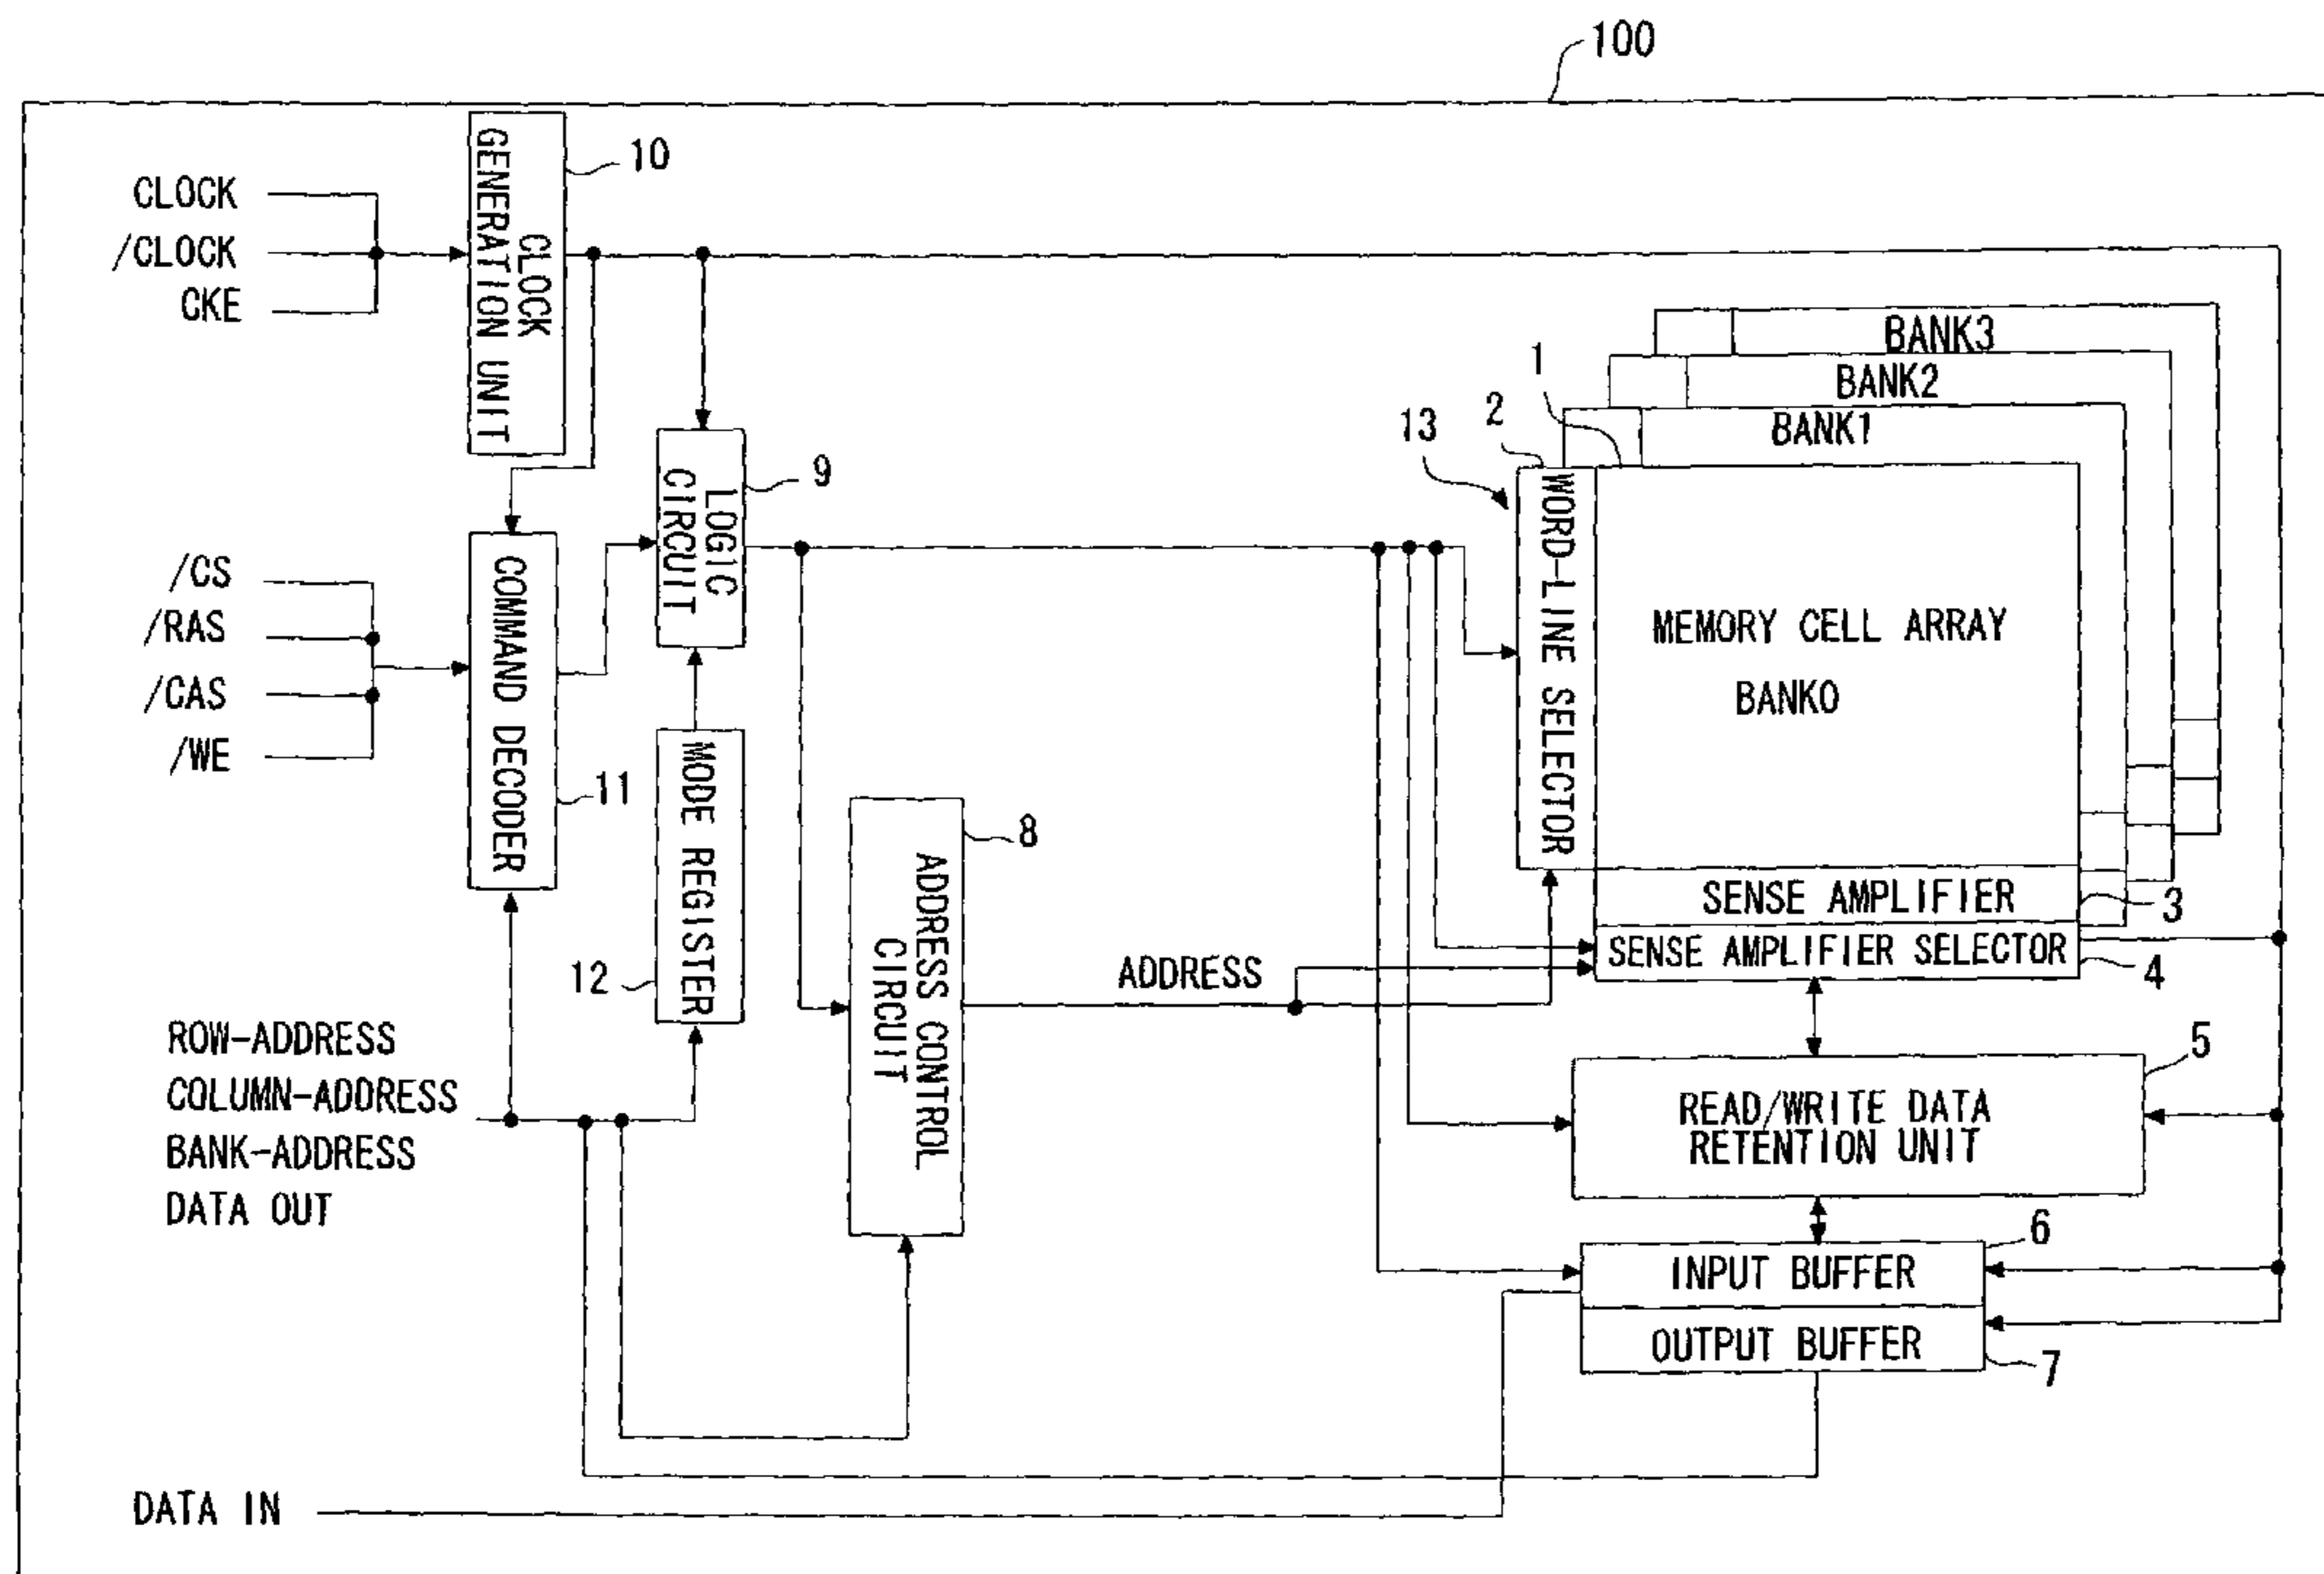 100
CLOCK
/CLOCK
CKE
CLOCK
GENERATION UNIT
10
BANK3
BANK2
BANK1
1
2
13
LOGIC
CIRCUIT
9
/CS
/RAS
/CAS
/WE
COMMAND DECODER
11
MODE REGISTER
12
WORD-LINE SELECTOR
MEMORY CELL ARRAY
BANK0
SENSE AMPLIFIER
3
SENSE AMPLIFIER SELECTOR
4
ADDRESS CONTROL
CIRCUIT
8
ADDRESS
ROW-ADDRESS
COLUMN-ADDRESS
BANK-ADDRESS
DATA OUT
READ/WRITE DATA
RETENTION UNIT
5
INPUT BUFFER
6
OUTPUT BUFFER
7
DATA IN